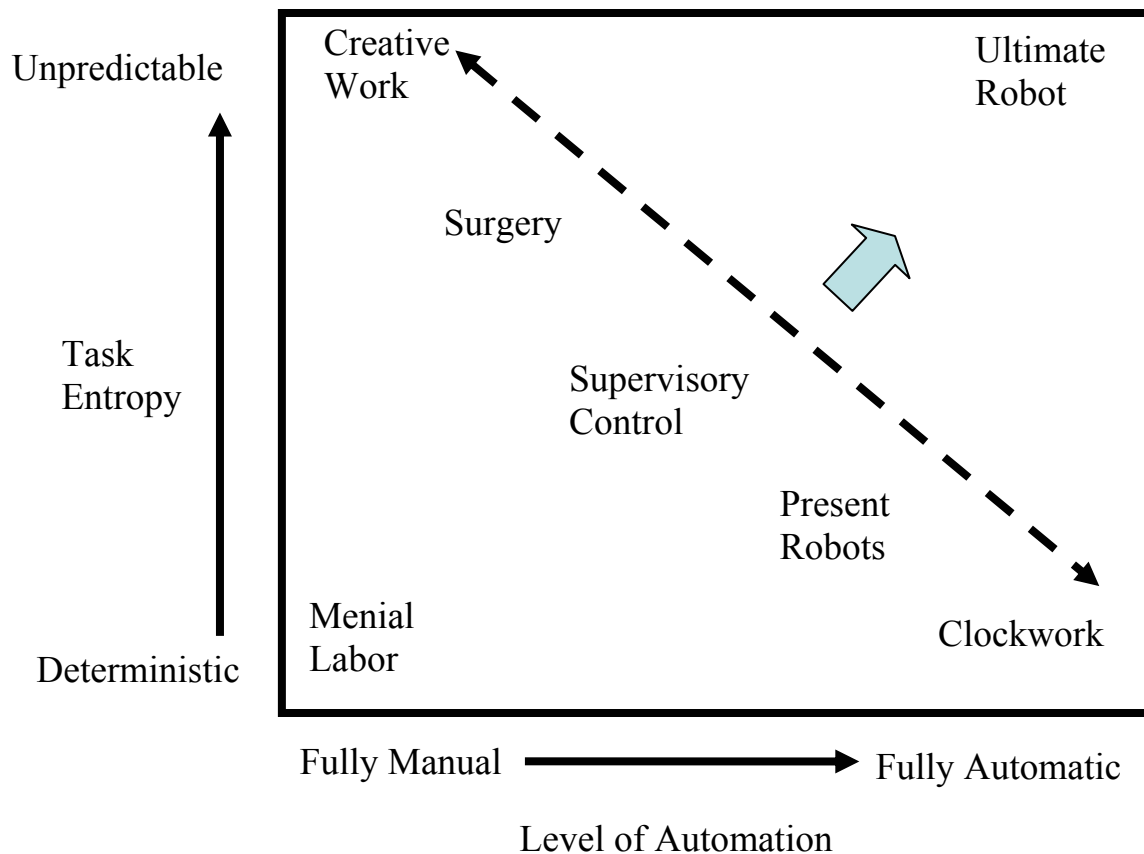 Unpredictable
Creative
Work
Ultimate
Robot
Surgery
Task
Entropy
Supervisory
Control
Present
Robots
Menial
Labor
Clockwork
Deterministic
Fully Manual
Fully Automatic
Level of Automation